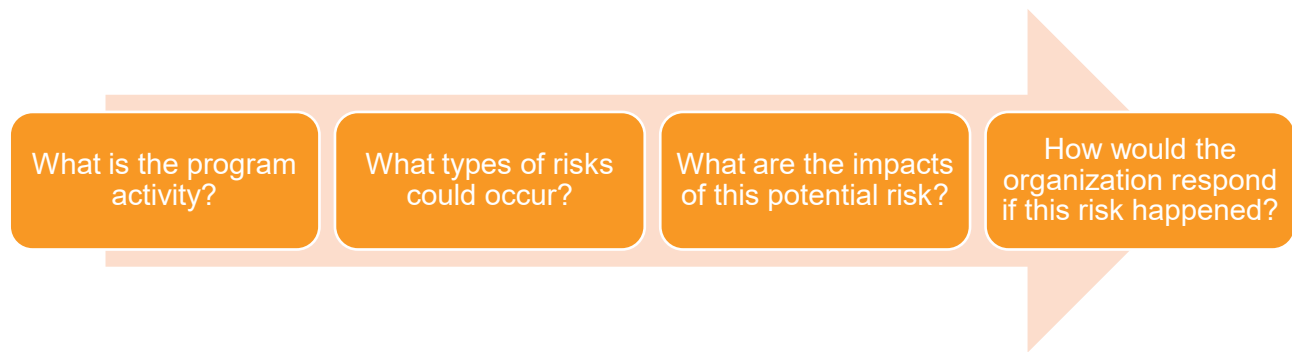 What is the program
activity?
What types of risks
could occur?
What are the impacts
of this potential risk?
How would the
organization respond
if this risk happened?